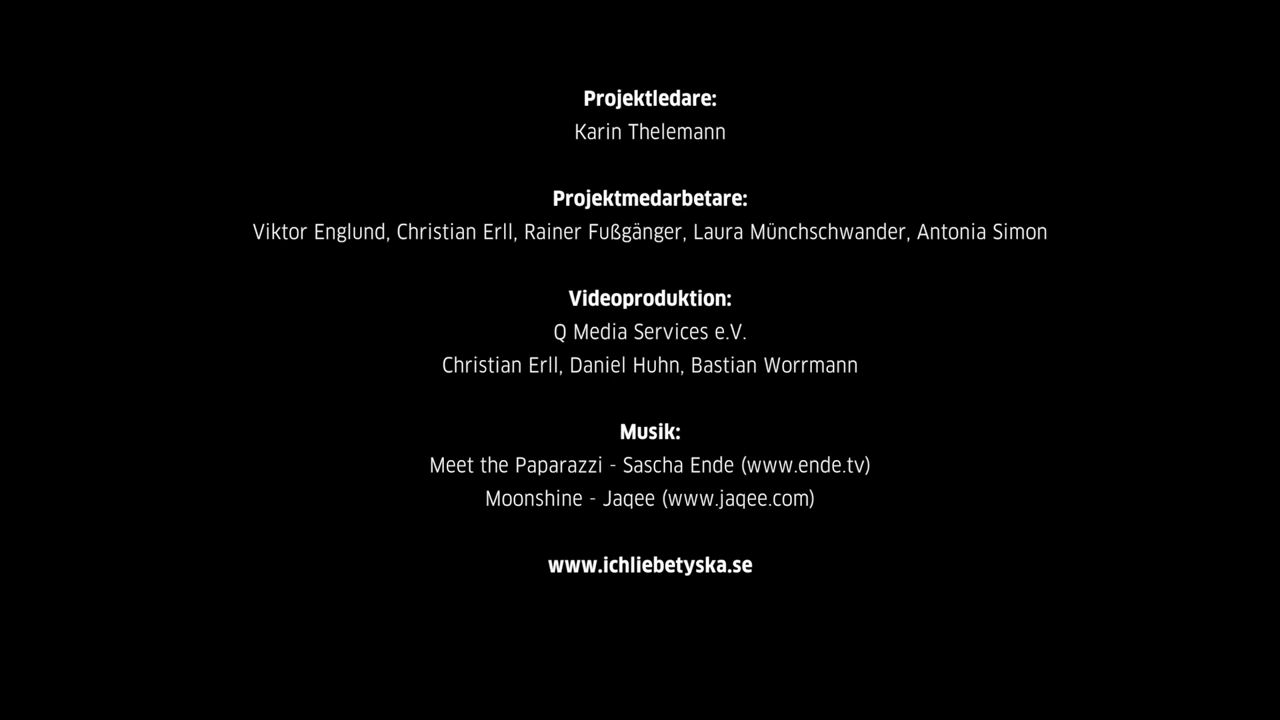 Projektledare:
Karin Thelemann
Projektmedarbetare:
Viktor Englund, Christian Erll, Rainer Fußgänger, Laura Münchschwander, Antonia Simon
Videoproduktion:
Q Media Services e.V.
Christian Erll, Daniel Huhn, Bastian Worrmann
Musik:
Meet the Paparazzi - Sascha Ende (www.ende.tv)
Moonshine - Jaqee (www.jaqee.com)
www.ichliebetyska.se